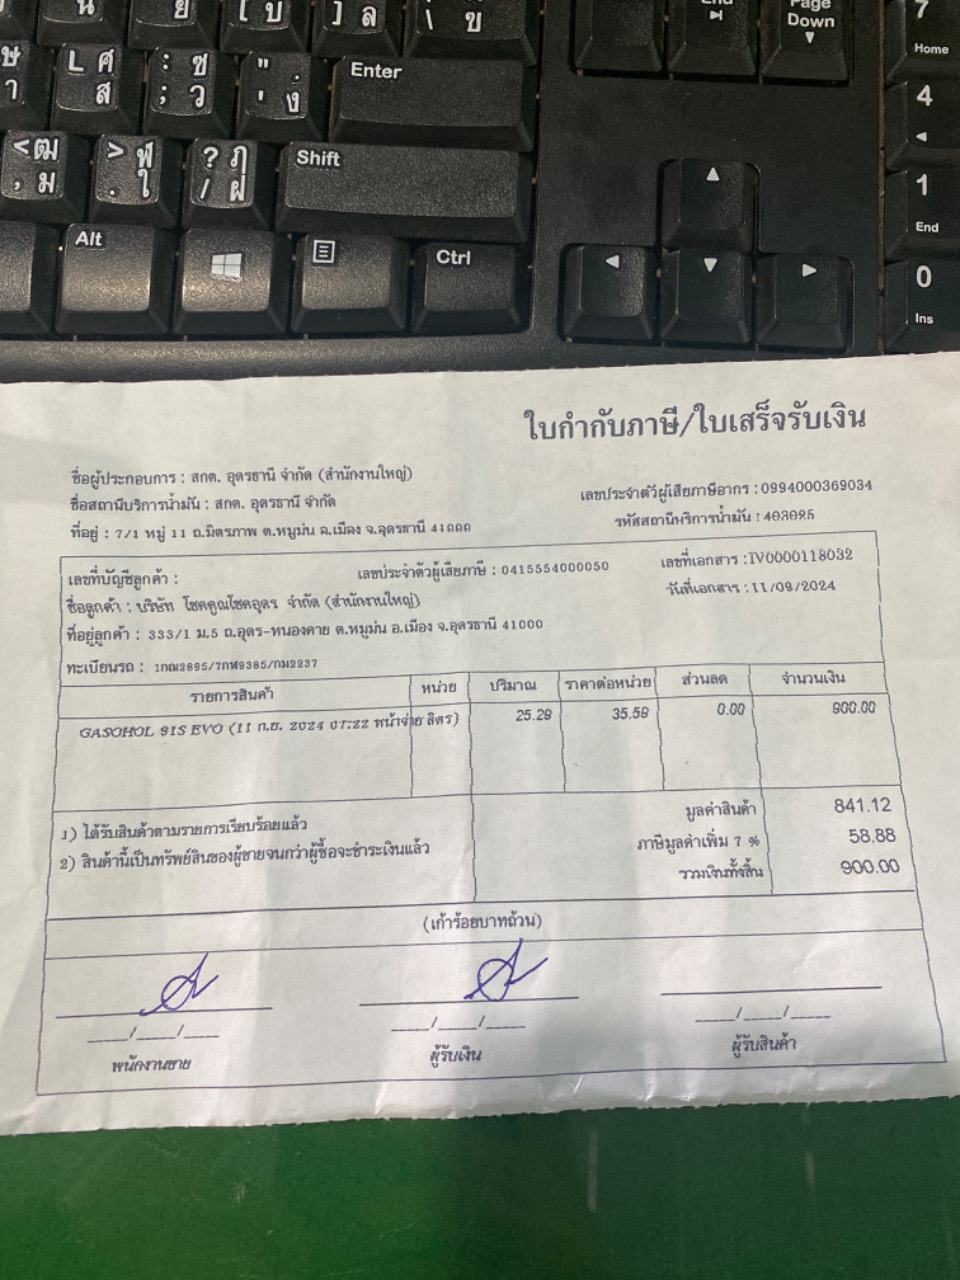 Page
Down
7
Home
Enter
4
Shift
1
End
Alt
Ctrl
0
Ins
ใบกำกับภาษี/ใบเสร็จรับเงิน
ชื่อผู้ประกอบการ : สกต. อุดรธานี จำกัด (สำนักงานใหญ่)
เลขประจำตัวผู้เสียภาษีอากร : 0994000369034
ชื่อสถานีบริการน้ำมัน : สกต. อุดรธานี จำกัด
รหัสสถานีบริการน้ำมัน :
ที่อยู่ : 7/1 หมู่ 11 ถ.มิตรภาพ ต.หมูม่น อ.เมือง จ.อุดรธานี 41000
เลขที่บัญชีลูกค้า :
เลขประจำตัวผู้เสียภาษี : 0415554000050
เลขที่เอกสาร : IV0000118032
ชื่อลูกค้า : บริษัท โชคคูณโชคอุดร จำกัด (สำนักงานใหญ่)
วันที่เอกสาร : 11/09/2024
ที่อยู่ลูกค้า : 333/1 ม.5 ถ.อุดร-หนองคาย ต.หมูม่น อ.เมือง จ.อุดรธานี 41000
ทะเบียนรถ :
รายการสินค้า หน่วย ปริมาณ ราคาต่อหน่วย ส่วนลด จำนวนเงิน
GASOHOL 91S EVO (11 ก.ย. 2024 07:22 หน้าจ่าย ลิตร) 25.29 35.59 0.00 900.00
1) ได้รับสินค้าตามรายการเรียบร้อยแล้ว
2) สินค้านี้เป็นทรัพย์สินของผู้ขายจนกว่าผู้ซื้อจะชำระเงินแล้ว
มูลค่าสินค้า 841.12
ภาษีมูลค่าเพิ่ม 7 % 58.88
รวมเงินทั้งสิ้น 900.00
(เก้าร้อยบาทถ้วน)
____/____/____ ____/____/____ ____/____/____
พนักงานขาย ผู้รับเงิน ผู้รับสินค้า